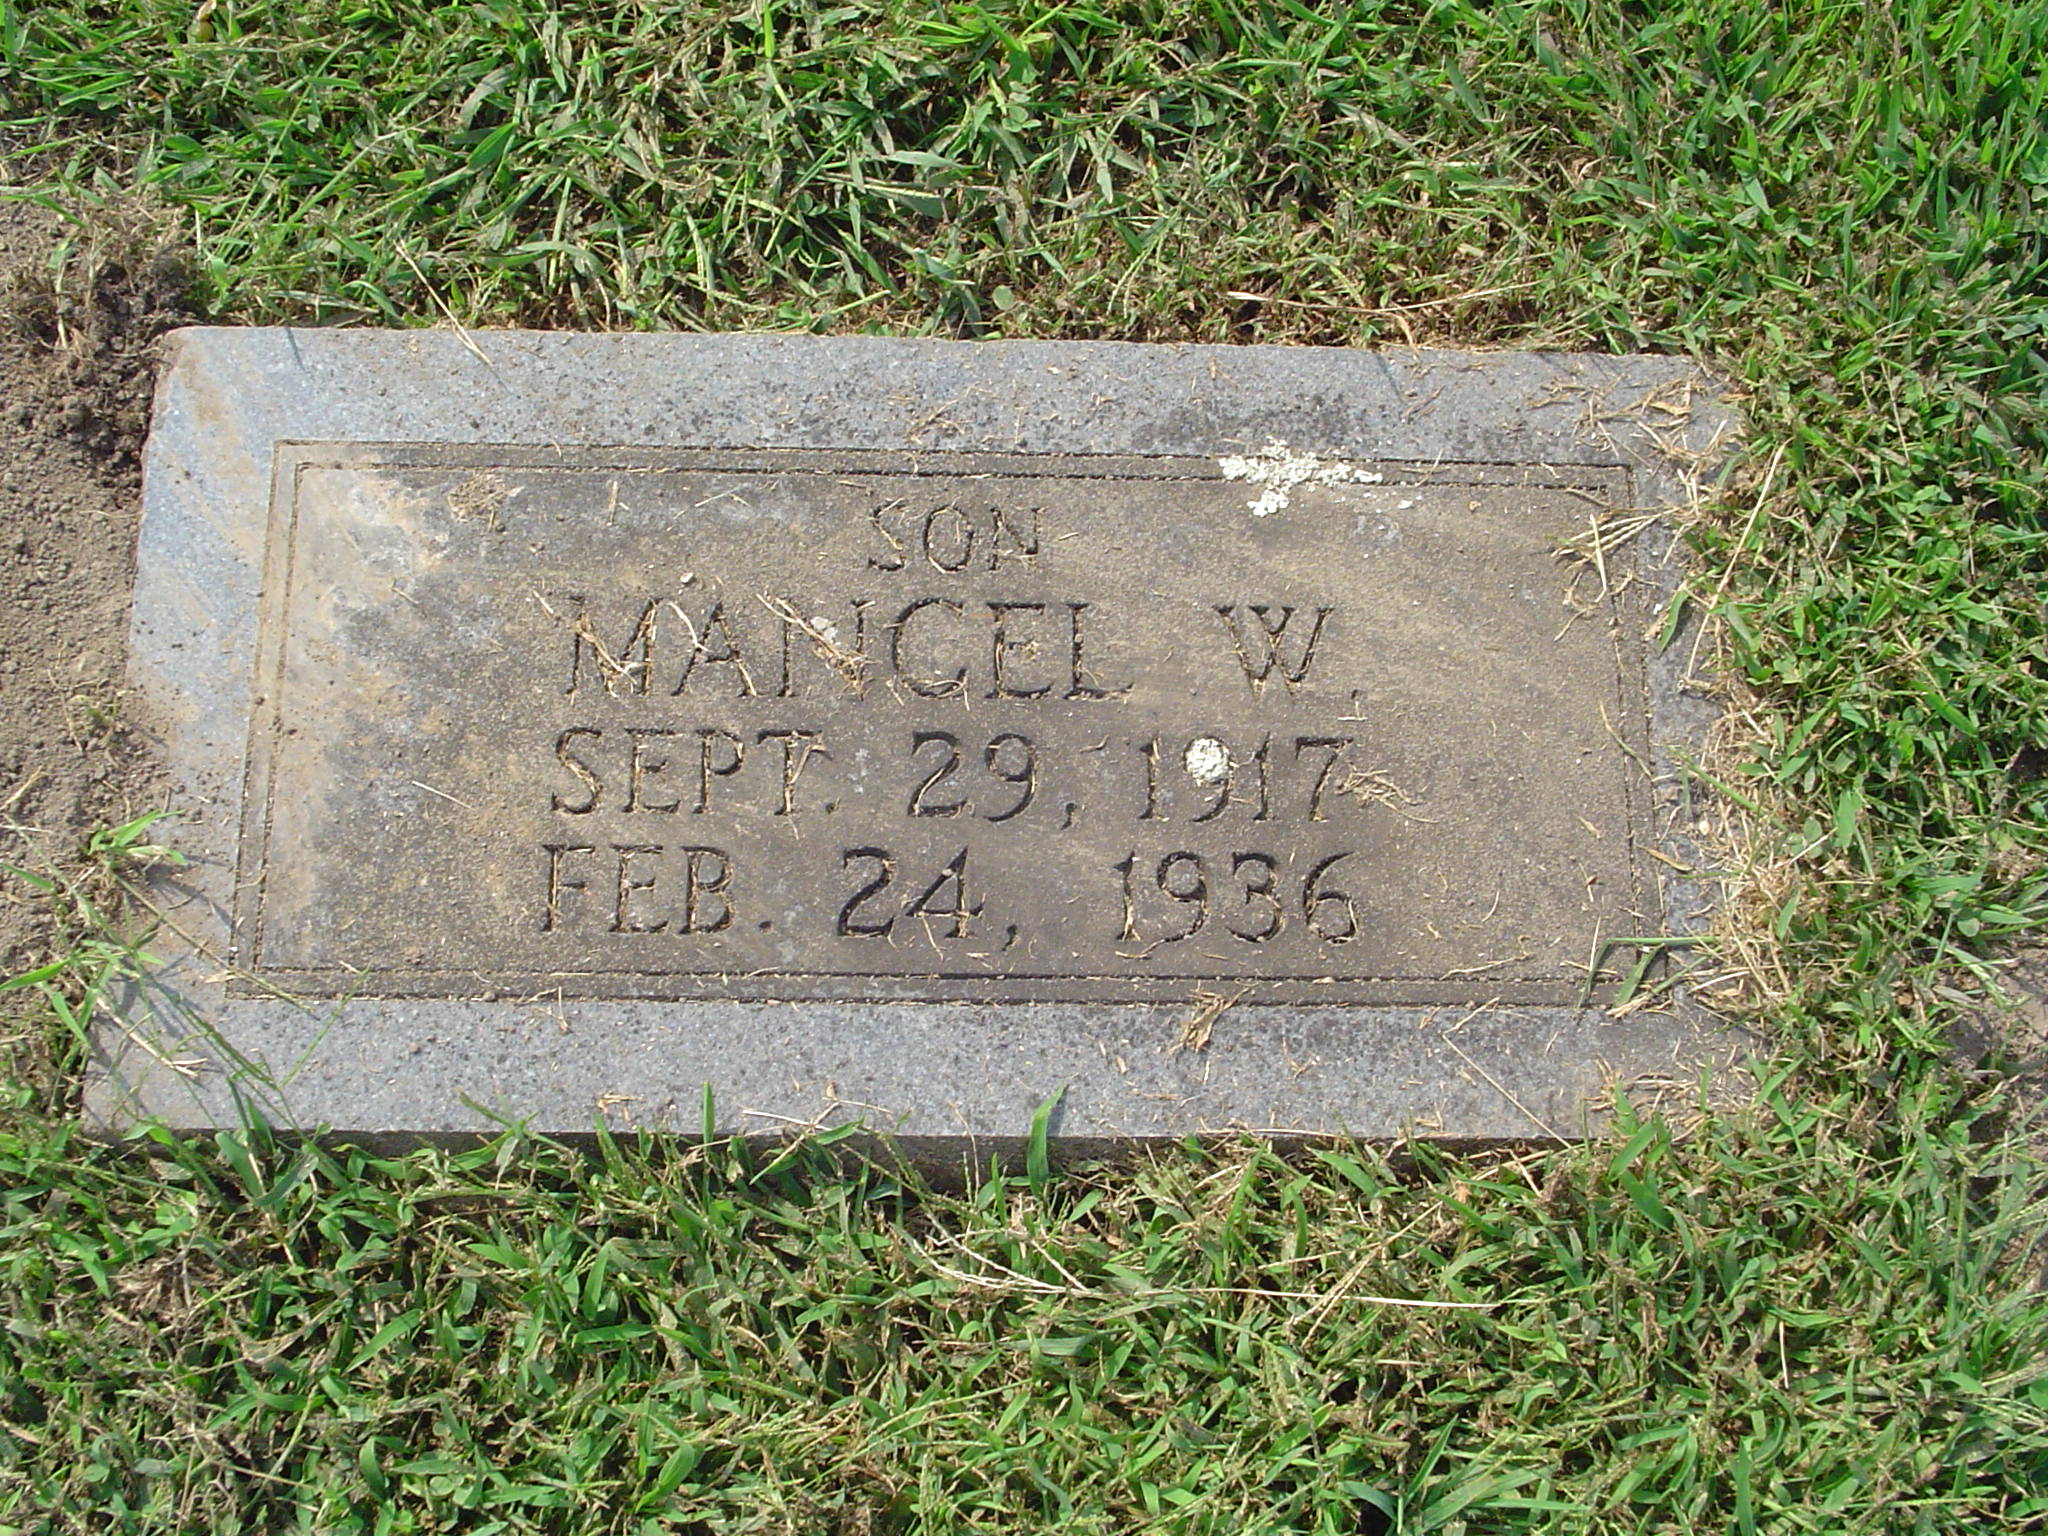 SON
MANCEL W.
SEPT. 29, 1917
FEB. 24, 1936